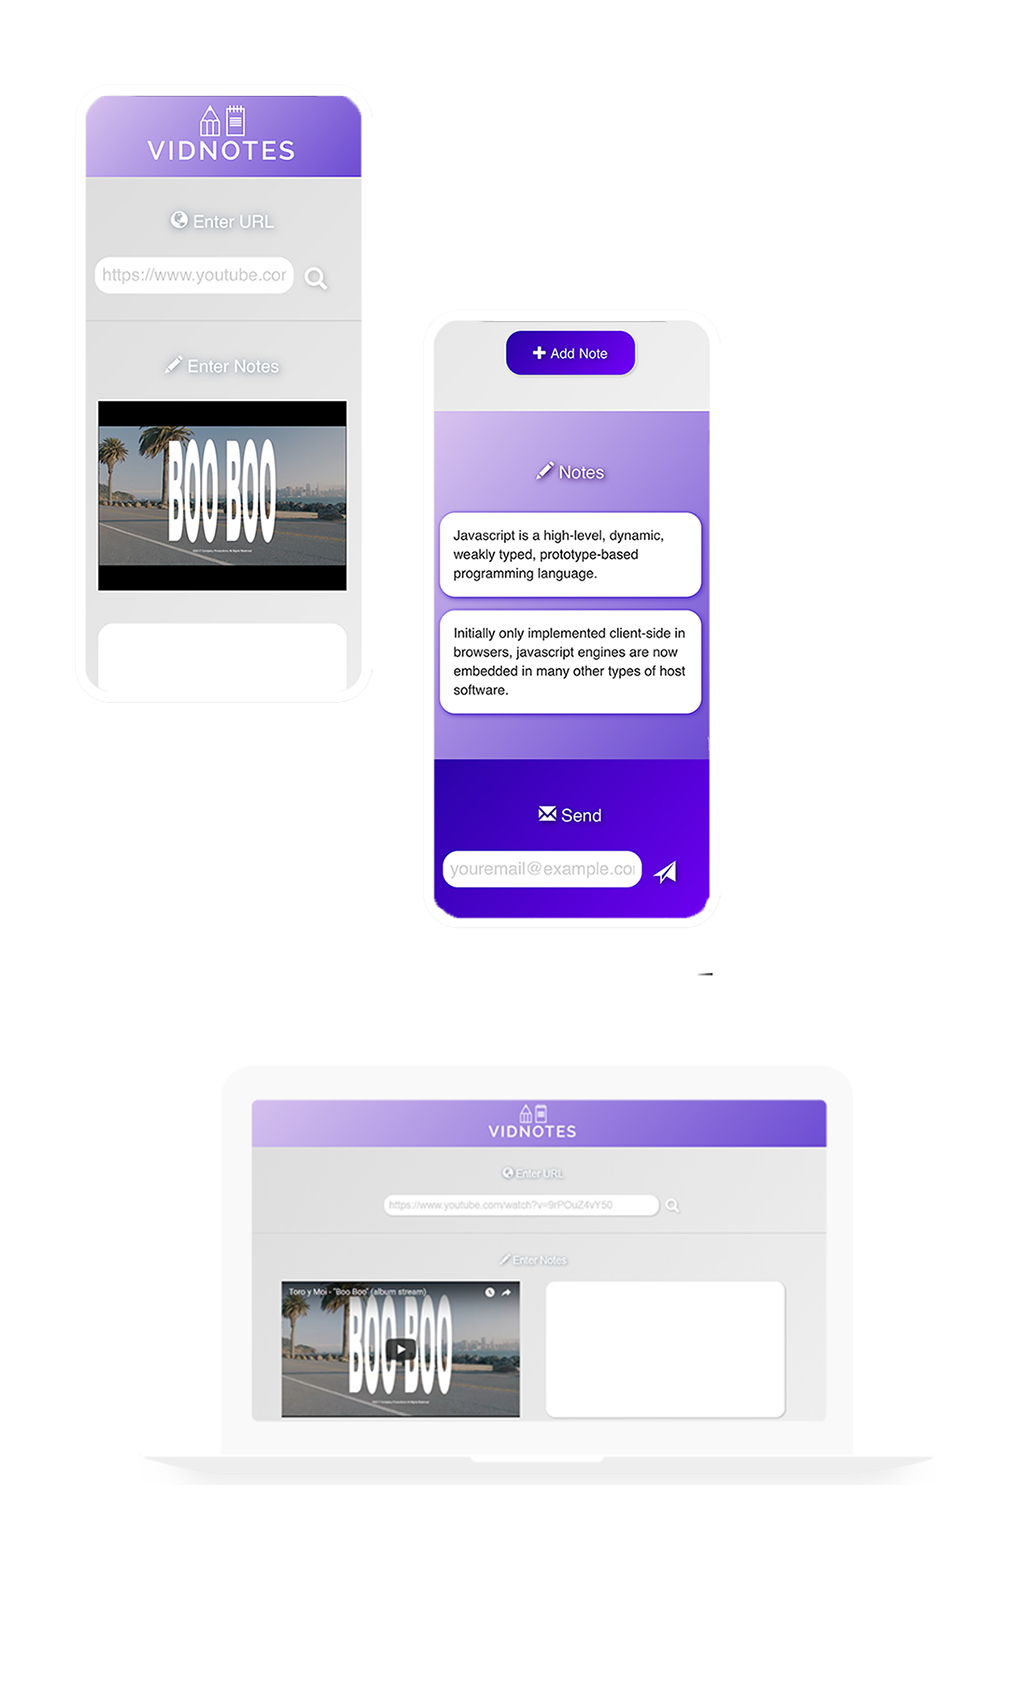 VIDNOTES
Enter URL
https://www.youtube.cor
Enter Notes
BOO BOO
Add Note
Notes
Javascript is a high-level, dynamic,
weakly typed, prototype-based
programming language.
Initially only implemented client-side in
browsers, javascript engines are now
embedded in many other types of host
software.
Send
youremail@example.co
VIDNOTES
Enter URL
https://www.youtube.com/watch?v=9rPOuZ4vY50
Enter Notes
Toro y Moi - "Boo Boo" (album stream)
BOO BOO